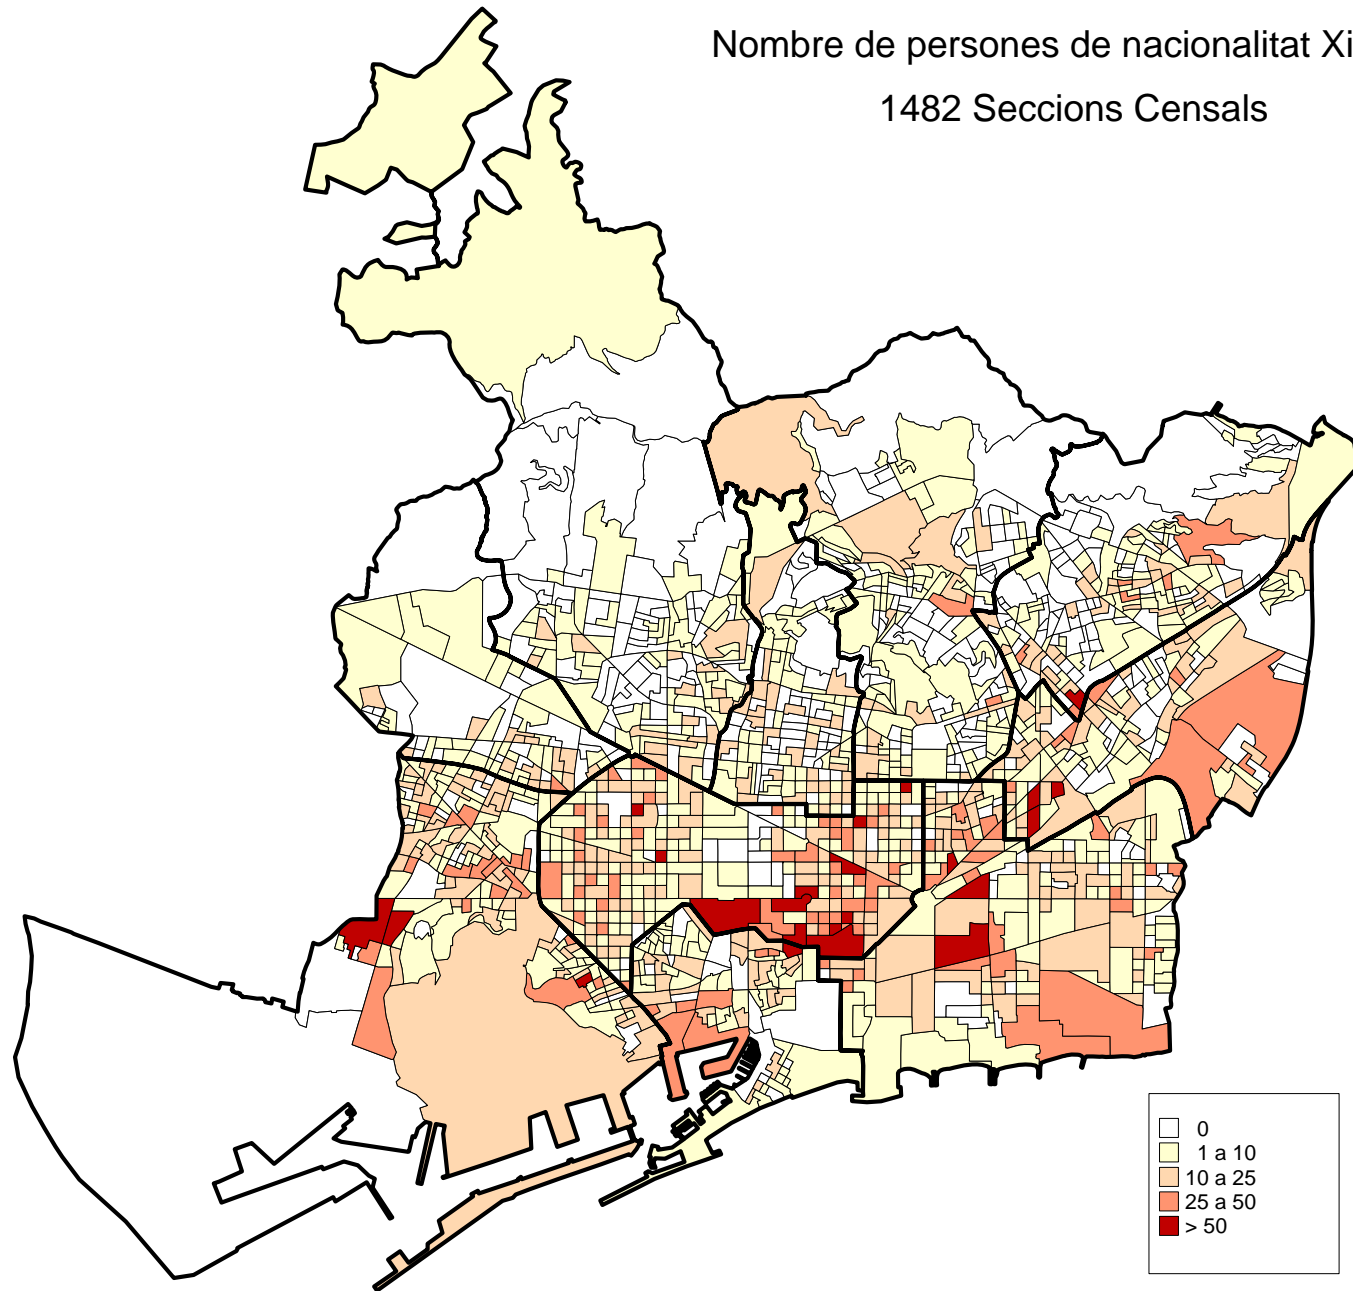 Nombre de persones de nacionalitat Xi
1482 Seccions Censals
0
1 a 10
10 a 25
25 a 50
> 50